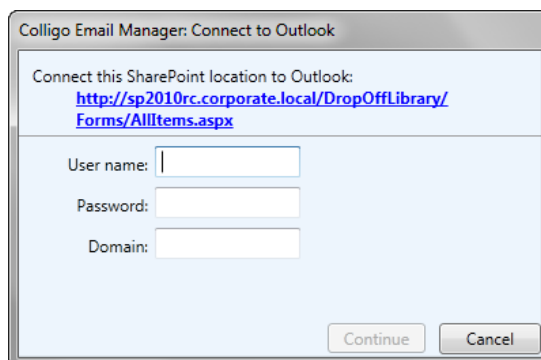 Colligo Email Manager: Connect to Outlook
Connect this SharePoint location to Outlook:
http://sp2010rc.corporate.local/DropOffLibrary/
Forms/AllItems.aspx
User name:
Password:
Domain:
Continue Cancel